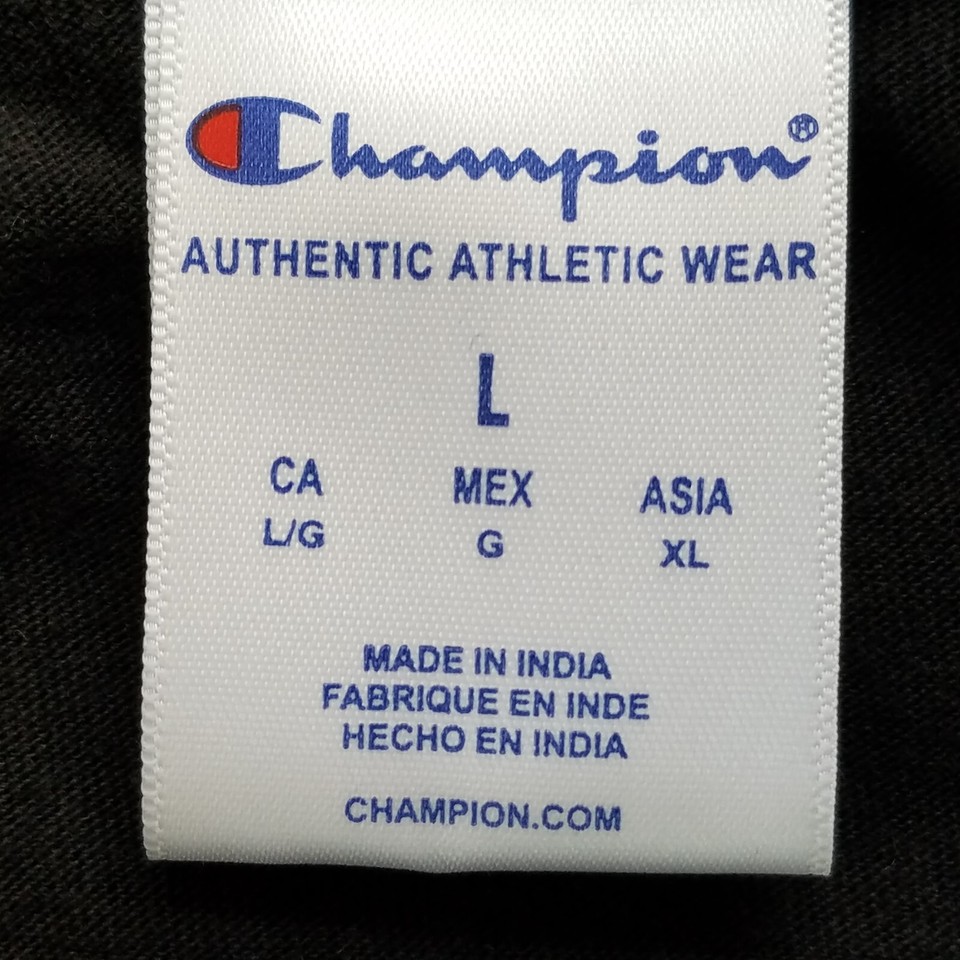 Champion®
AUTHENTIC ATHLETIC WEAR
L
CA MEX ASIA
L/G G XL
MADE IN INDIA
FABRIQUE EN INDE
HECHO EN INDIA
CHAMPION.COM